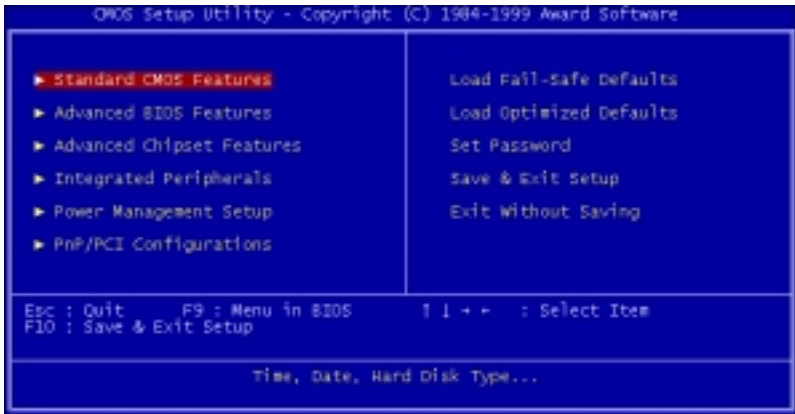 CMOS Setup Utility - Copyright (C) 1984-1999 Award Software
► Standard CMOS Features
► Advanced BIOS Features
► Advanced Chipset Features
► Integrated Peripherals
► Power Management Setup
► PnP/PCI Configurations
Load Fail-Safe Defaults
Load Optimized Defaults
Set Password
Save & Exit Setup
Exit Without Saving
Esc : Quit F9 : Menu in BIOS ↑ ↓ → ← : Select Item
F10 : Save & Exit Setup
Time, Date, Hard Disk Type...